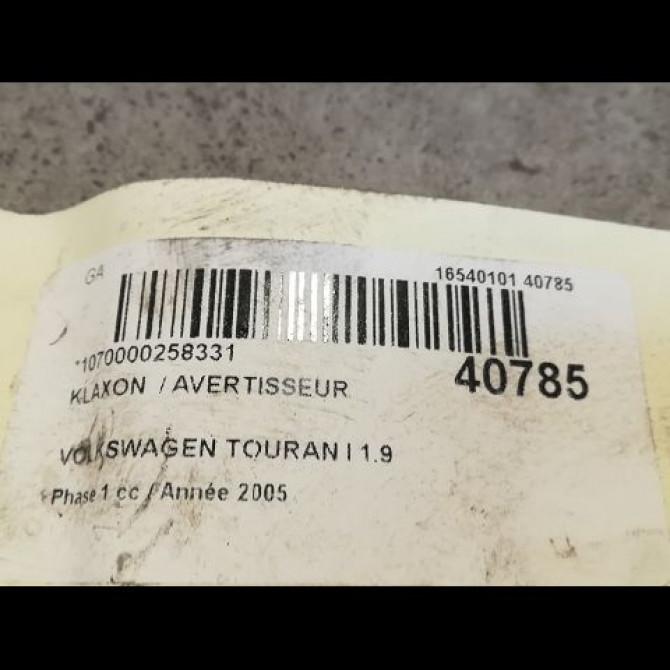 GA 16540101 40785
*1070000258331
40785
KLAXON / AVERTISSEUR
VOLKSWAGEN TOURAN I 1.9
Phase 1 cc / Année 2005